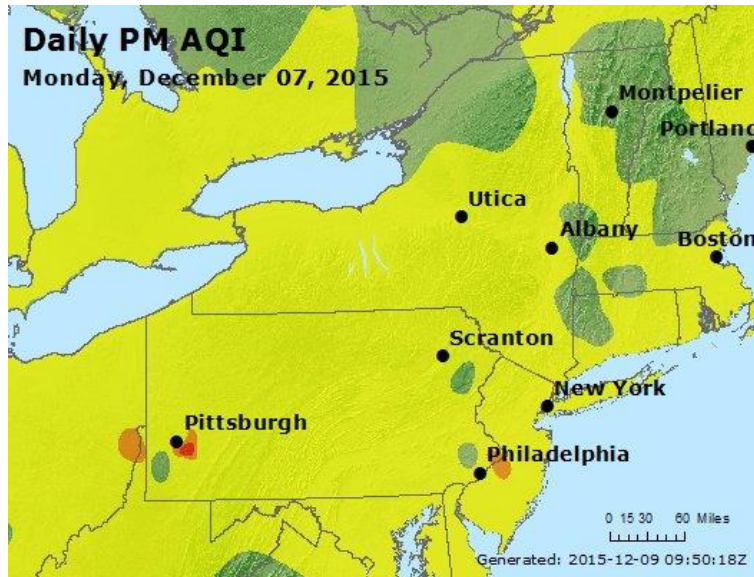 Daily PM AQI
Monday, December 07, 2015
Montpelier
Portland
Utica
Albany
Boston
Scranton
New York
Pittsburgh
Philadelphia
0 15 30 60 Miles
Generated: 2015-12-09 09:50:18Z